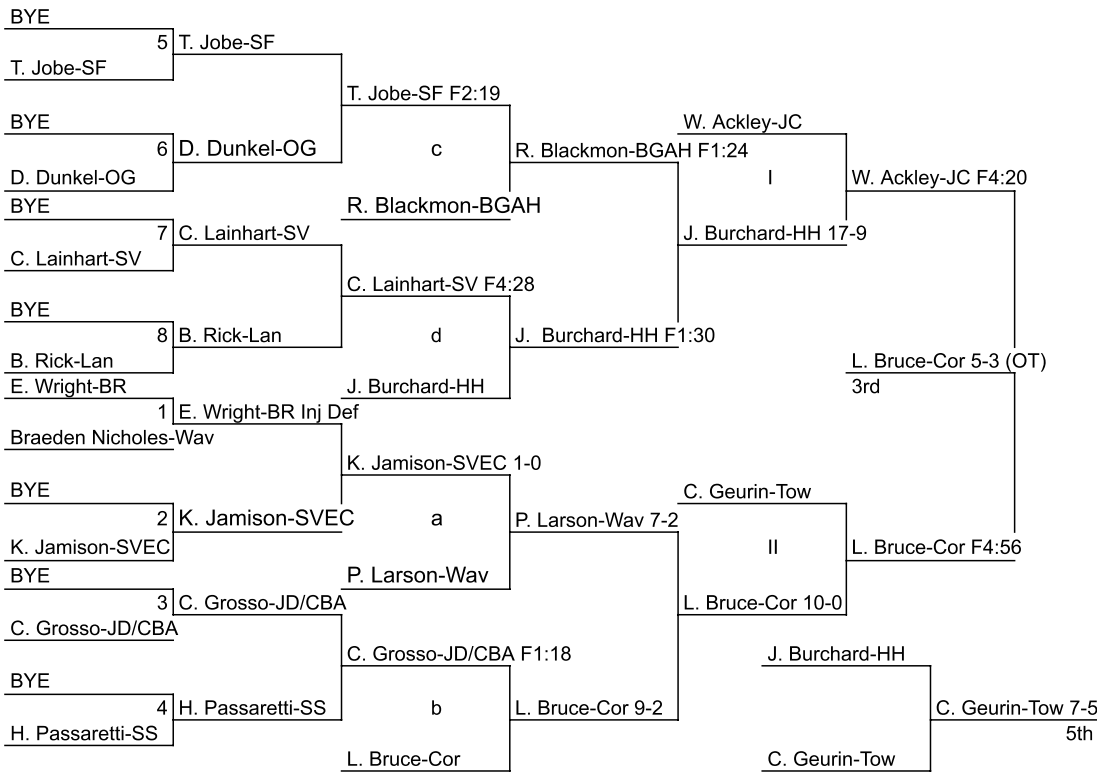 BYE
5 T. Jobe-SF
T. Jobe-SF
T. Jobe-SF F2:19
BYE
W. Ackley-JC
6 D. Dunkel-OG
c
R. Blackmon-BGAH F1:24
D. Dunkel-OG
I
W. Ackley-JC F4:20
BYE
R. Blackmon-BGAH
7 C. Lainhart-SV
J. Burchard-HH 17-9
C. Lainhart-SV
C. Lainhart-SV F4:28
BYE
8 B. Rick-Lan
d
J.  Burchard-HH F1:30
B. Rick-Lan
L. Bruce-Cor 5-3 (OT)
E. Wright-BR
J. Burchard-HH
3rd
1 E. Wright-BR Inj Def
Braeden Nicholes-Wav
K. Jamison-SVEC 1-0
BYE
C. Geurin-Tow
2 K. Jamison-SVEC
a
P. Larson-Wav 7-2
K. Jamison-SVEC
II
L. Bruce-Cor F4:56
BYE
P. Larson-Wav
3 C. Grosso-JD/CBA
L. Bruce-Cor 10-0
C. Grosso-JD/CBA
C. Grosso-JD/CBA F1:18
J. Burchard-HH
BYE
4 H. Passaretti-SS
b
L. Bruce-Cor 9-2
C. Geurin-Tow 7-5
H. Passaretti-SS
5th
L. Bruce-Cor
C. Geurin-Tow